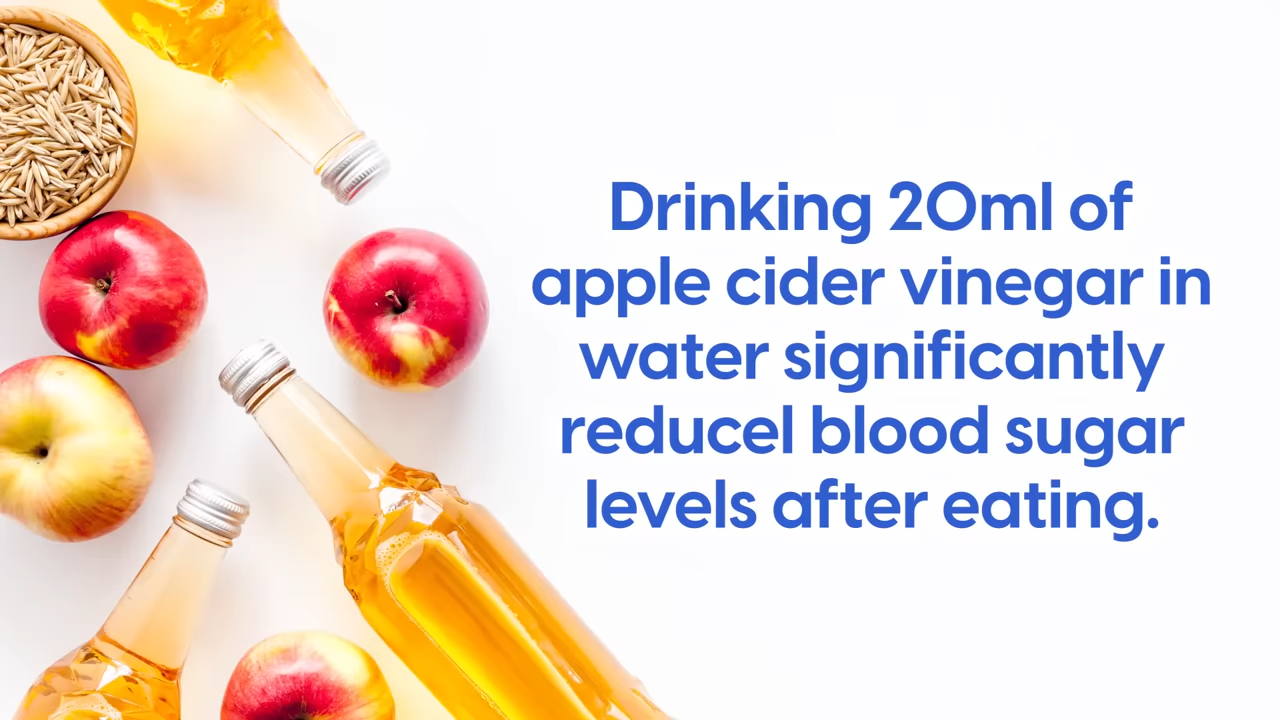 Drinking 20ml of
apple cider vinegar in
water significantly
reducel blood sugar
levels after eating.